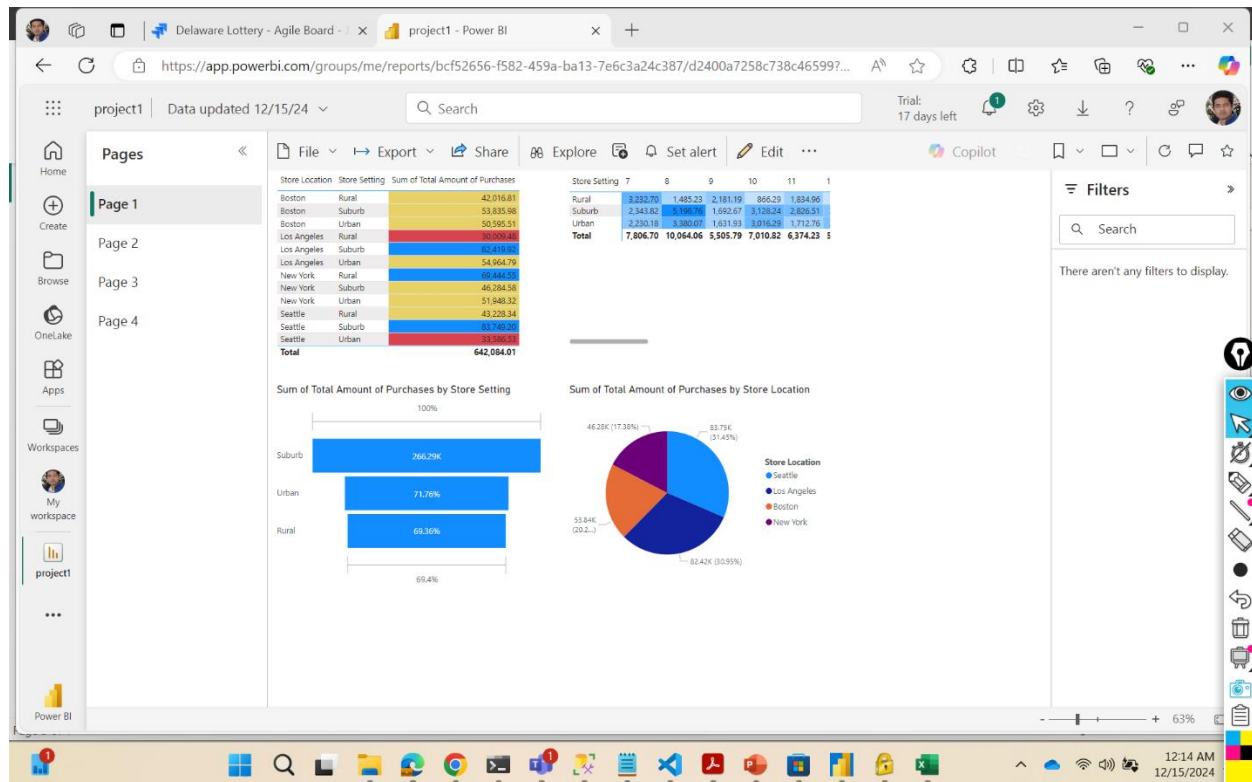 Delaware Lottery - Agile Board - J
project1 - Power BI
https://app.powerbi.com/groups/me/reports/bcf52656-f582-459a-ba13-7e6c3a24c387/d2400a7258c738c46599?...
project1 | Data updated 12/15/24
Search
Trial:
17 days left
1
Home
Create
Browse
OneLake
Apps
Workspaces
My
workspace
project1
Power BI
Pages
Page 1
Page 2
Page 3
Page 4
File Export Share Explore Set alert Edit ... Copilot
Store Location Store Setting Sum of Total Amount of Purchases
Boston Rural 42,016.81
Boston Suburb 53,835.98
Boston Urban 50,595.51
Los Angeles Rural 30,009.48
Los Angeles Suburb 62,419.92
Los Angeles Urban 54,964.79
New York Rural 69,444.55
New York Suburb 46,284.58
New York Urban 51,948.32
Seattle Rural 43,228.34
Seattle Suburb 83,749.20
Seattle Urban 33,586.53
Total 642,084.01
Store Setting 7 8 9 10 11 1
Rural 3,232.70 1,485.23 2,181.19 866.29 1,834.96
Suburb 2,343.82 5,198.76 1,692.67 3,128.24 2,826.51
Urban 2,230.18 3,380.07 1,631.93 3,016.29 1,712.76
Total 7,806.70 10,064.06 5,505.79 7,010.82 6,374.23 5
Sum of Total Amount of Purchases by Store Setting
100%
Suburb 266.29K
Urban 71.76%
Rural 69.36%
69.4%
Sum of Total Amount of Purchases by Store Location
46.28K (17.38%)
83.75K
(31.45%)
53.84K
(20.2...)
82.42K (30.95%)
Store Location
Seattle
Los Angeles
Boston
New York
Filters
Search
There aren't any filters to display.
63%
1
1
12:14 AM
12/15/2024